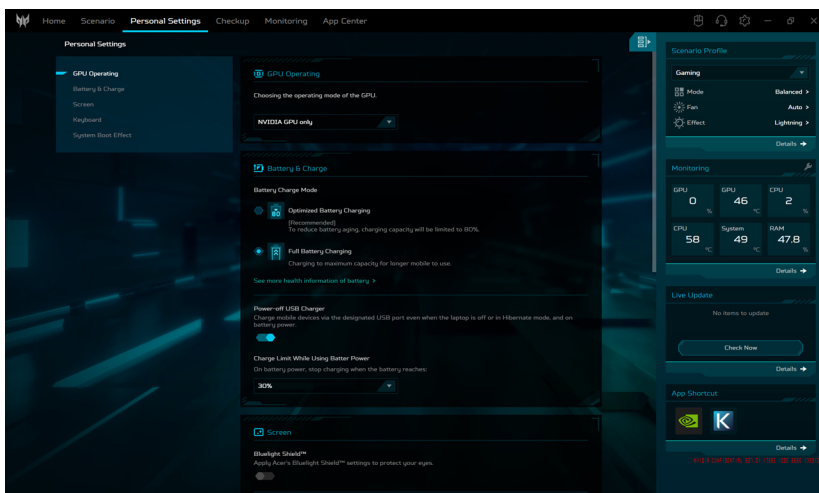 Home Scenario Personal Settings Checkup Monitoring App Center
Personal Settings
GPU Operating
Battery & Charge
Screen
Keyboard
System Boot Effect
GPU Operating
Choosing the operating mode of the GPU.
NVIDIA GPU only
Battery & Charge
Battery Charge Mode
80
Optimized Battery Charging
[Recommended]
To reduce battery aging, charging capacity will be limited to 80%.
Full Battery Charging
Charging to maximum capacity for longer mobile to use.
See more health information of battery >
Power-off USB Charger
Charge mobile devices via the designated USB port even when the laptop is off or in Hibernate mode, and on
battery power.
Charge Limit While Using Batter Power
On battery power, stop charging when the battery reaches:
30%
Screen
Bluelight Shield™
Apply Acer's Bluelight Shield™ settings to protect your eyes.
Scenario Profile
Gaming
Mode Balanced >
Fan Auto >
Effect Lightning >
Details →
Monitoring
GPU GPU CPU
0 % 46 °C 2 %
CPU System RAM
58 °C 49 °C 47.8 %
Details →
Live Update
No items to update
Check Now
Details →
App Shortcut
K
Details →